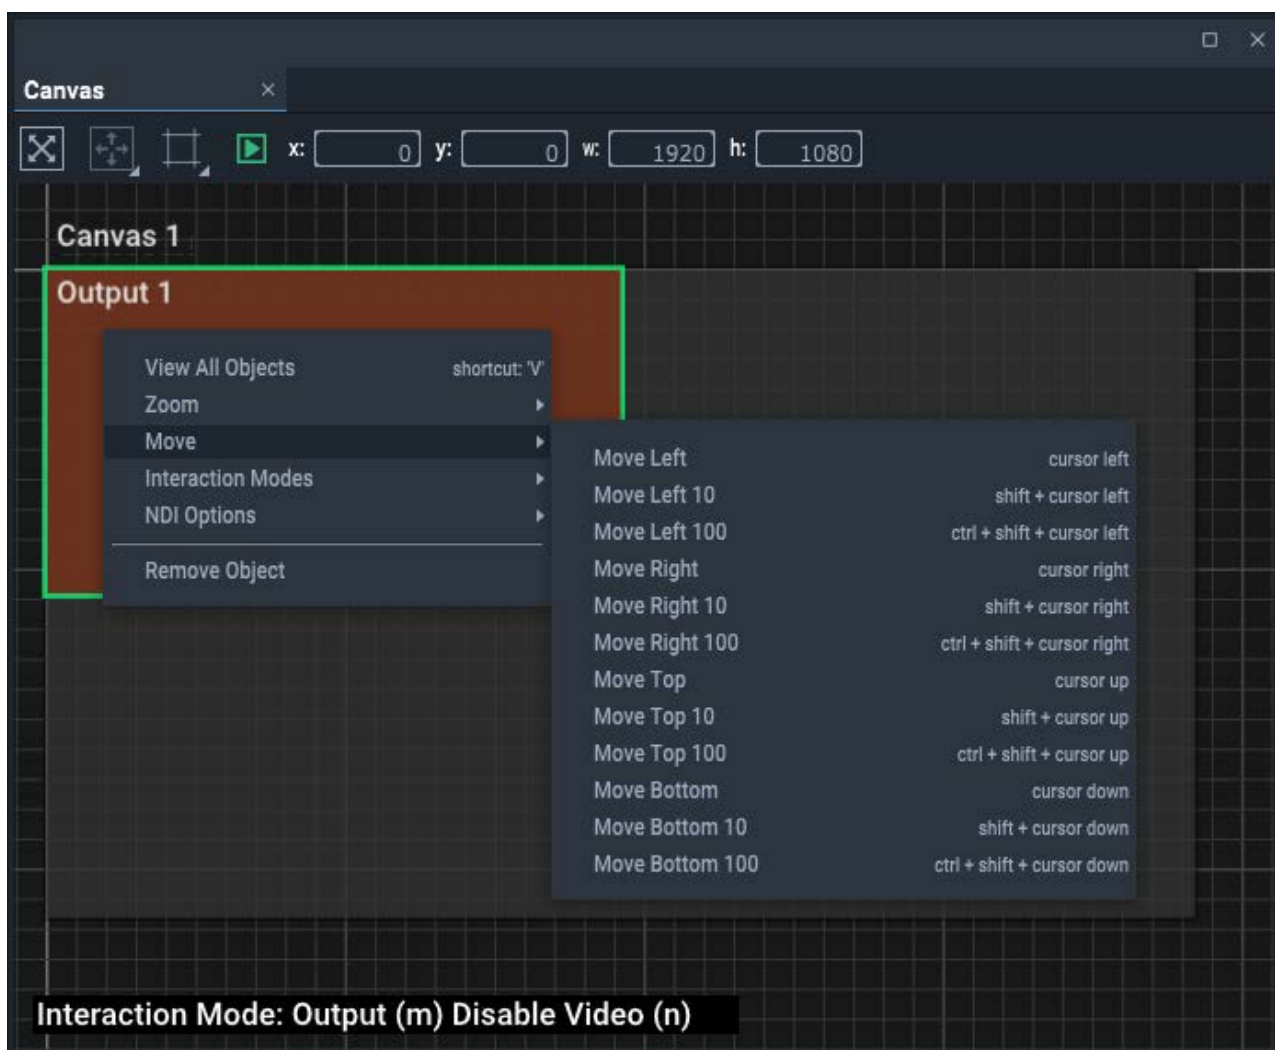 Canvas
x: 0 y: 0 w: 1920 h: 1080
Canvas 1
Output 1
View All Objects shortcut: 'V'
Zoom
Move
Interaction Modes
NDI Options
Remove Object
Move Left cursor left
Move Left 10 shift + cursor left
Move Left 100 ctrl + shift + cursor left
Move Right cursor right
Move Right 10 shift + cursor right
Move Right 100 ctrl + shift + cursor right
Move Top cursor up
Move Top 10 shift + cursor up
Move Top 100 ctrl + shift + cursor up
Move Bottom cursor down
Move Bottom 10 shift + cursor down
Move Bottom 100 ctrl + shift + cursor down
Interaction Mode: Output (m) Disable Video (n)